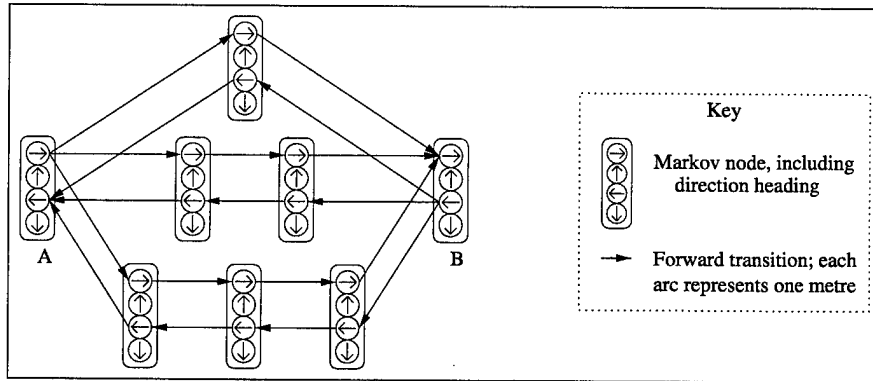 A
B
Key
Markov node, including
direction heading
Forward transition; each
arc represents one metre